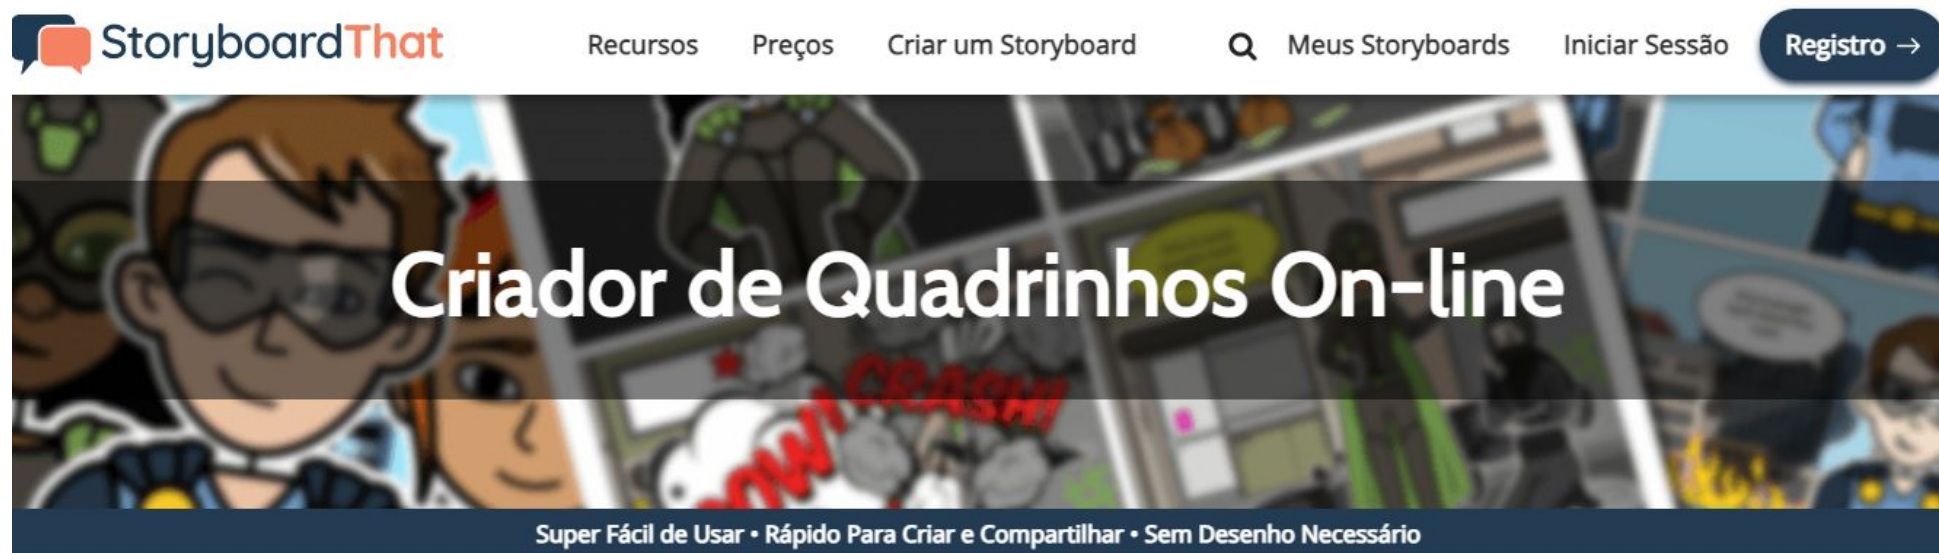 StoryboardThat Recursos Preços Criar um Storyboard Meus Storyboards Iniciar Sessão Registro →
Criador de Quadrinhos On-line
CRASH!
POW!
Super Fácil de Usar • Rápido Para Criar e Compartilhar • Sem Desenho Necessário